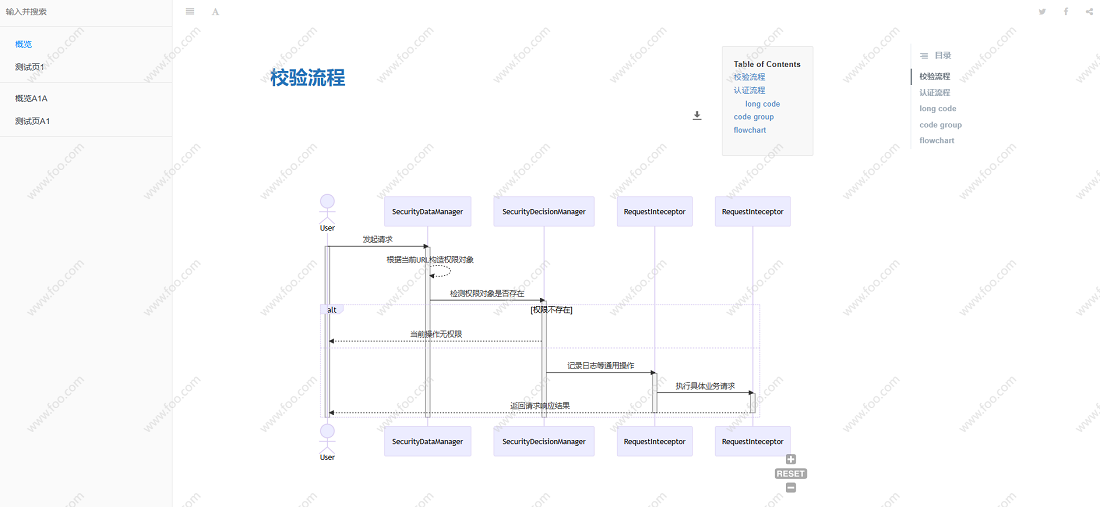 输入并搜索
A
概览
测试页1
概览A1A
测试页A1
校验流程
Table of Contents
校验流程
认证流程
long code
code group
flowchart
目录
校验流程
认证流程
long code
code group
flowchart
User
SecurityDataManager
SecurityDecisionManager
RequestInteceptor
RequestInteceptor
发起请求
根据当前URL构造权限对象
检测权限对象是否存在
alt
[权限不存在]
当前操作无权限
记录日志等通用操作
执行具体业务请求
返回请求响应结果
User
SecurityDataManager
SecurityDecisionManager
RequestInteceptor
RequestInteceptor
RESET
www.foo.com